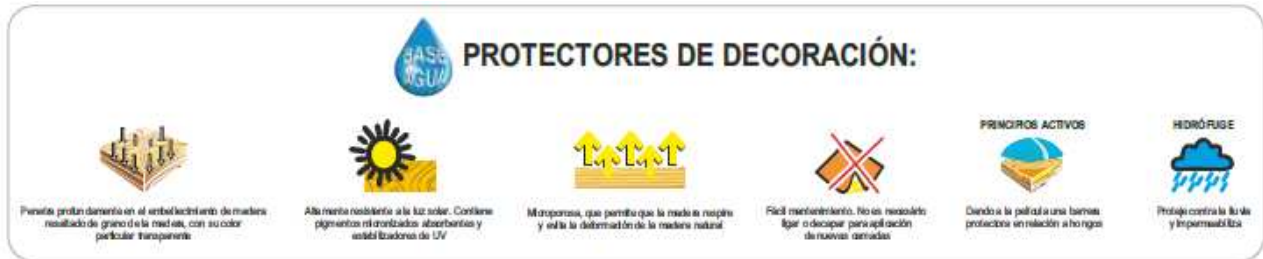 BASE
AGUA
PROTECTORES DE DECORACIÓN:
Penetra profundamente en el embellecimiento de madera
resaltado de grano de la madera, con su color
particular transparente
Altamente resistente a la luz solar. Contiene
pigmentos micronizados absorbentes y
estabilizadores de UV
Microporosa, que permite que la madera respire
y evita la deformación de la madera natural
Fácil mantenimiento. No es necesário
ligar o decapar para aplicación
de nuevas camadas
PRINCIPIOS ACTIVOS
Dando a la película una barrera
protectora en relación a hongos
HIDRÓFUGE
Proteje contra la lluvia
y impermeabiliza